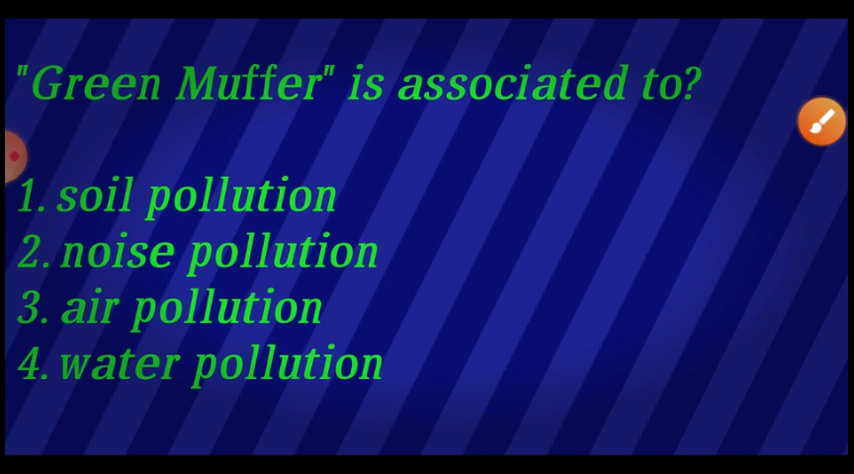 "Green Muffer" is associated to?
1. soil pollution
2. noise pollution
3. air pollution
4. water pollution